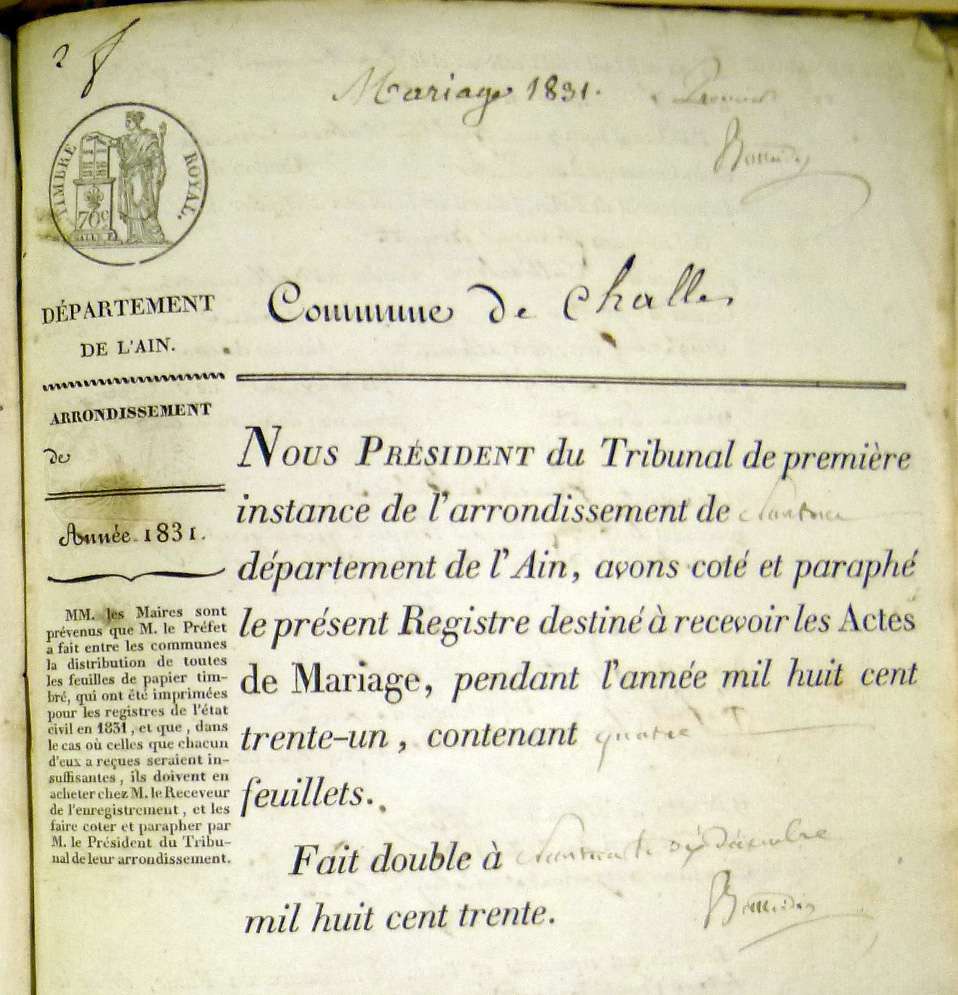 2
Mariage 1831.
TIMBRE ROYAL.
70c
DÉPARTEMENT
DE L'AIN.
ARRONDISSEMENT
de
Année 1831.
MM. les Maires sont
prévenus que M. le Préfet
a fait entre les communes
la distribution de toutes
les feuilles de papier tim-
bré, qui ont été imprimées
pour les registres de l'état
civil en 1831, et que, dans
le cas où celles que chacun
d'eux a reçues seraient in-
suffisantes, ils doivent en
acheter chez M. le Receveur
de l'enregistrement, et les
faire coter et parapher par
M. le Président du Tribu-
nal de leur arrondissement.
Commune de Challes
NOUS PRÉSIDENT du Tribunal de première
instance de l'arrondissement de nantua
département de l'Ain, avons coté et paraphé
le présent Registre destiné à recevoir les Actes
de Mariage, pendant l'année mil huit cent
trente-un, contenant quatre
feuillets.
Fait double à nantua le Décembre
mil huit cent trente.